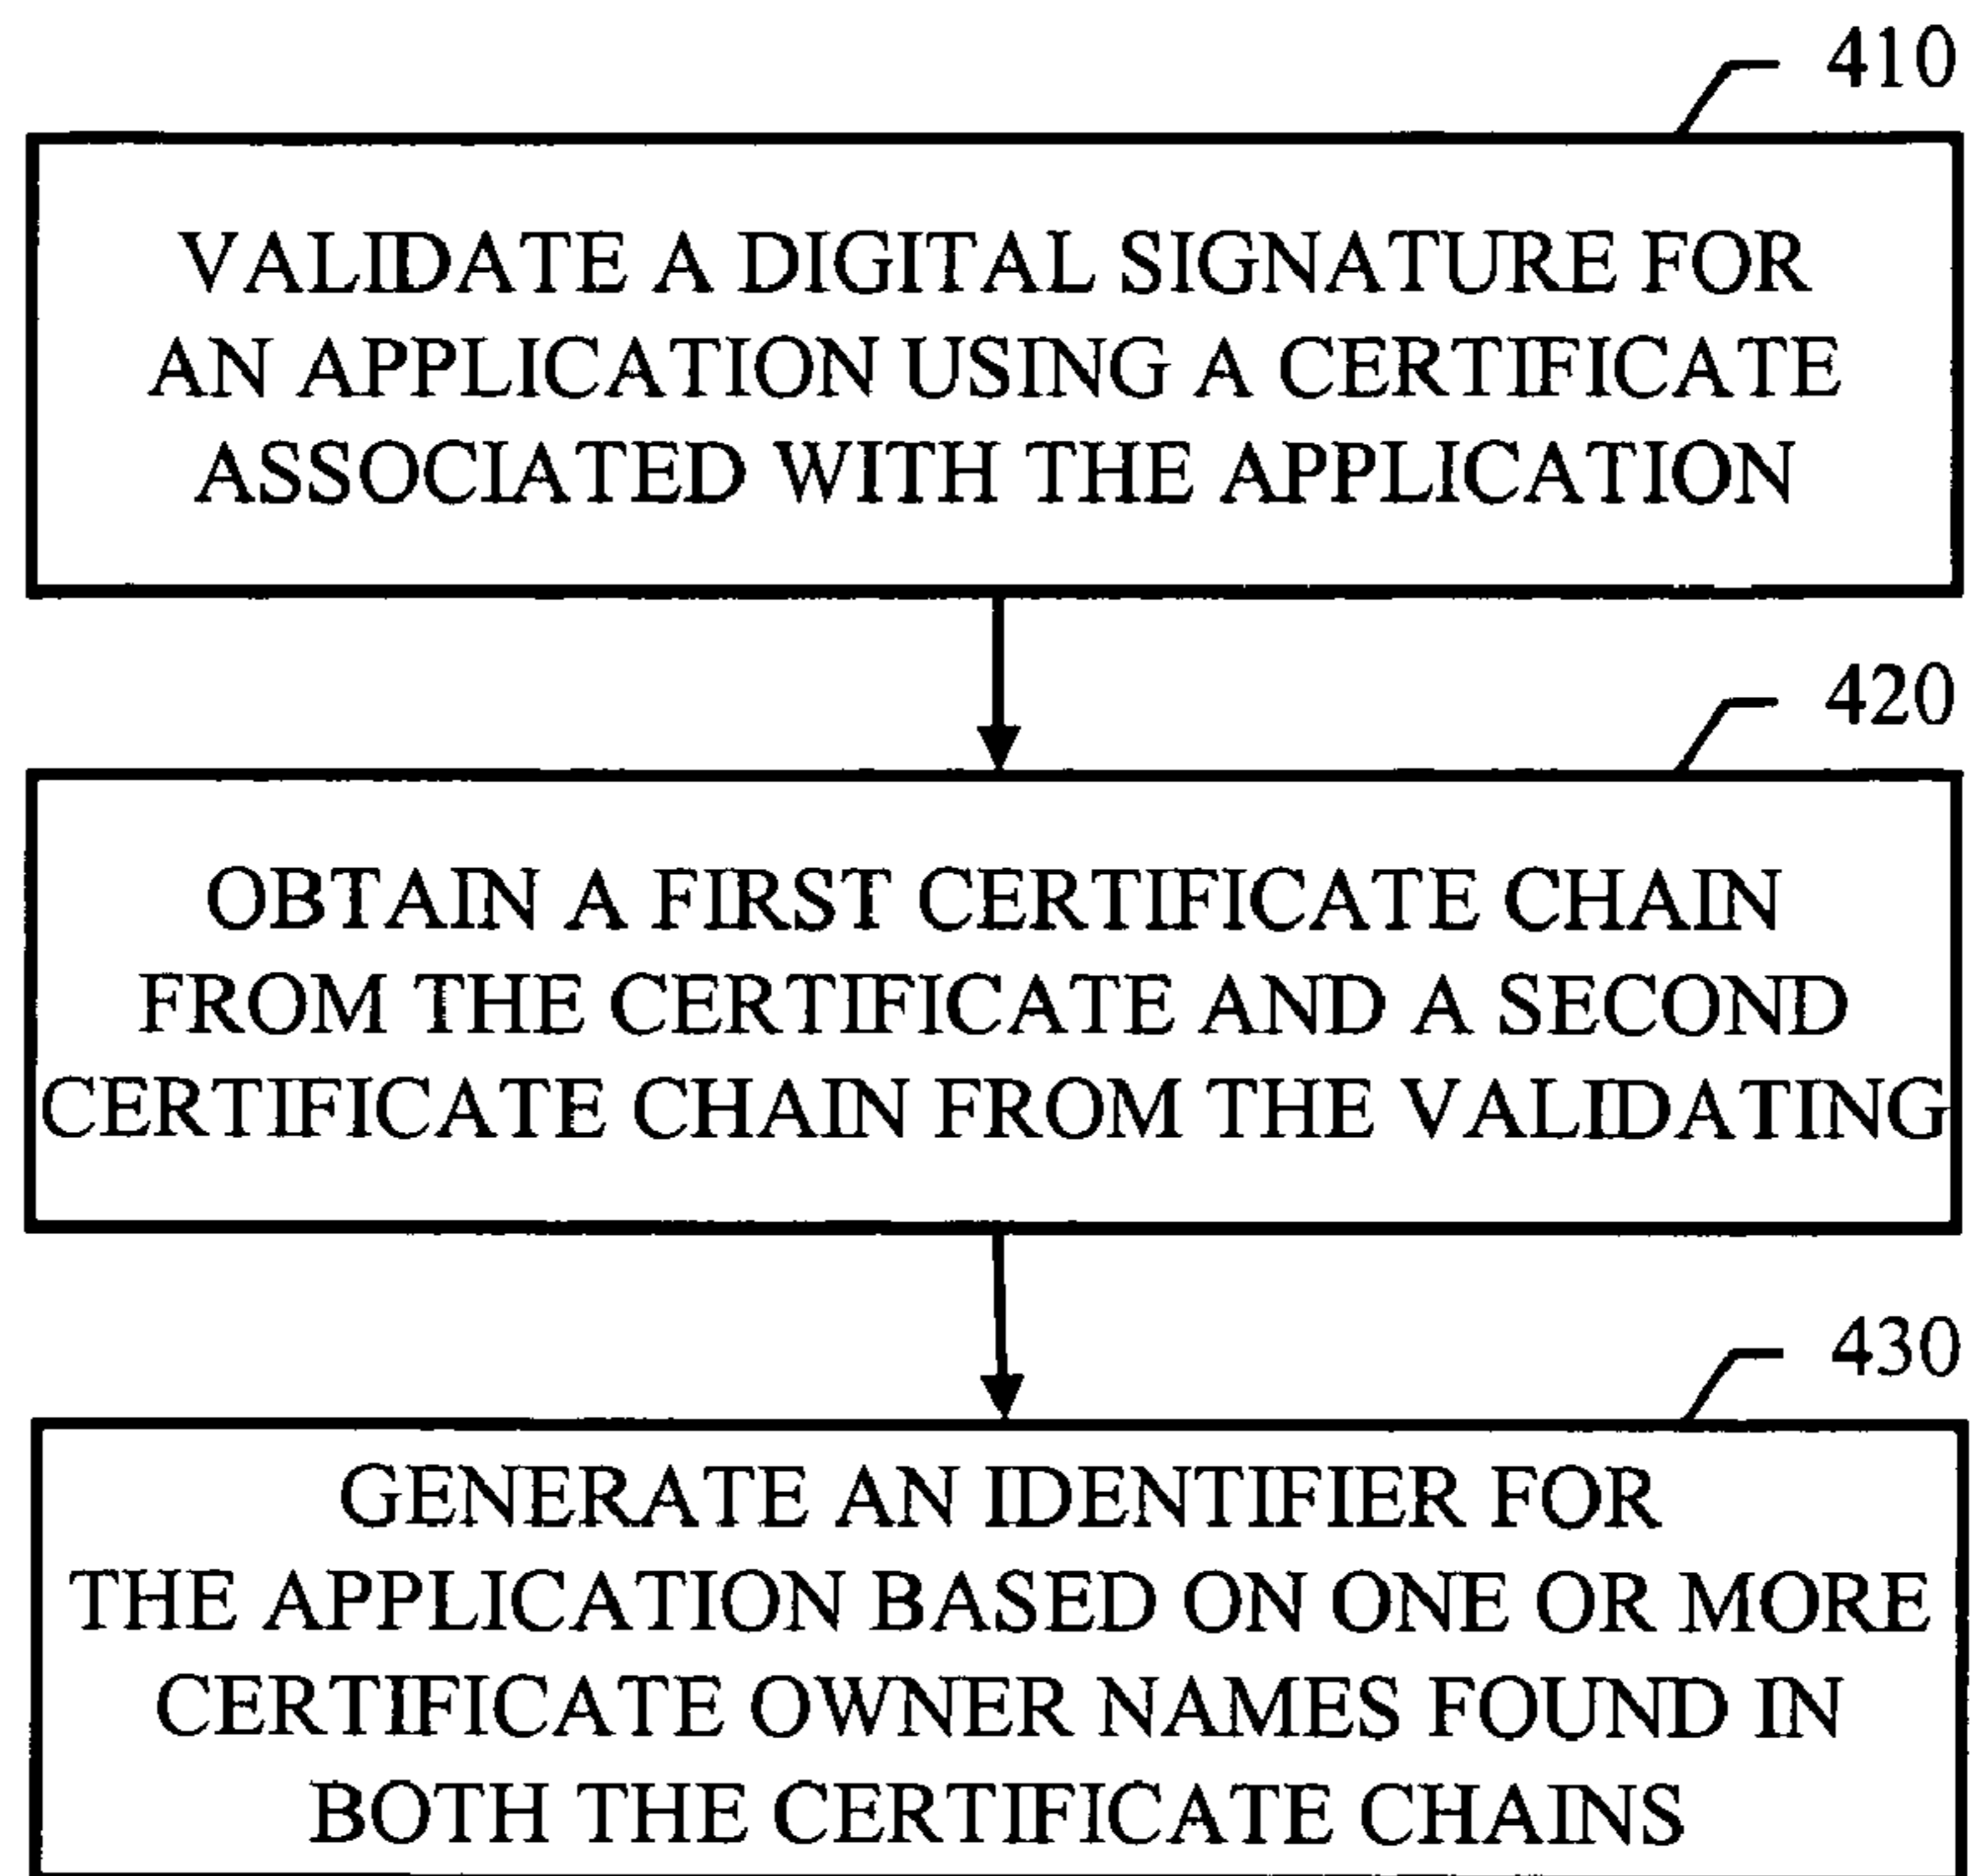 410
VALIDATE A DIGITAL SIGNATURE FOR
AN APPLICATION USING A CERTIFICATE
ASSOCIATED WITH THE APPLICATION
420
OBTAIN A FIRST CERTIFICATE CHAIN
FROM THE CERTIFICATE AND A SECOND
CERTIFICATE CHAIN FROM THE VALIDATING
430
GENERATE AN IDENTIFIER FOR
THE APPLICATION BASED ON ONE OR MORE
CERTIFICATE OWNER NAMES FOUND IN
BOTH THE CERTIFICATE CHAINS